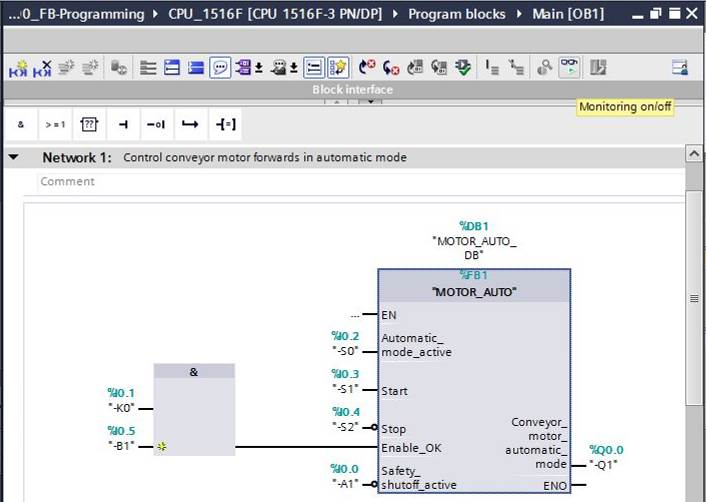 ...0_FB-Programming ▸ CPU_1516F [CPU 1516F-3 PN/DP] ▸ Program blocks ▸ Main [OB1]
Block interface
Monitoring on/off
& >=1 ?? -[=]
Network 1: Control conveyor motor forwards in automatic mode
Comment
%DB1
"MOTOR_AUTO_
DB"
%FB1
"MOTOR_AUTO"
... EN
%I0.2
"-S0"
Automatic_
mode_active
%I0.3
"-S1" Start
%I0.4
"-S2" Stop
&
%I0.1
"-K0"
%I0.5
"-B1"
Enable_OK
%I0.0
"-A1"
Safety_
shutoff_active
Conveyor_
motor_
automatic_
mode
%Q0.0
"-Q1"
ENO